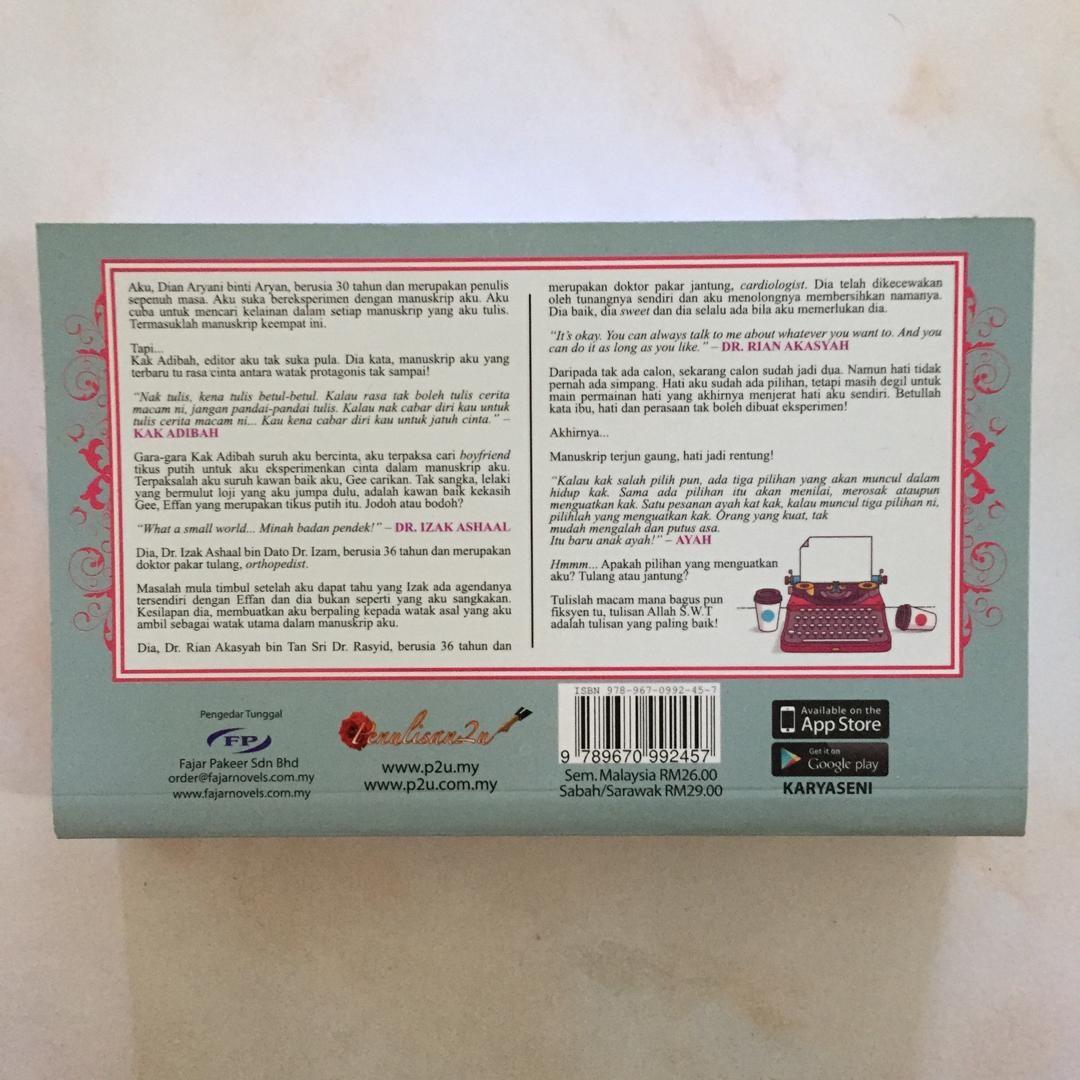 Aku, Dian Aryani binti Aryan, berusia 30 tahun dan merupakan penulis
sepenuh masa. Aku suka bereksperimen dengan manuskrip aku. Aku
cuba untuk mencari kelainan dalam setiap manuskrip yang aku tulis.
Termasuklah manuskrip keempat ini.
Tapi...
Kak Adibah, editor aku tak suka pula. Dia kata, manuskrip aku yang
terbaru tu rasa cinta antara watak protagonis tak sampai!
"Nak tulis, kena tulis betul-betul. Kalau rasa tak boleh tulis cerita
macam ni, jangan pandai-pandai tulis. Kalau nak cabar diri kau untuk
tulis cerita macam ni... Kau kena cabar diri kau untuk jatuh cinta." –
KAK ADIBAH
Gara-gara Kak Adibah suruh aku bercinta, aku terpaksa cari boyfriend
tikus putih untuk aku eksperimenkan cinta dalam manuskrip aku.
Terpaksalah aku suruh kawan baik aku, Gee carikan. Tak sangka, lelaki
yang bermulut loji yang aku jumpa dulu, adalah kawan baik kekasih
Gee, Effan yang merupakan tikus putih itu. Jodoh atau bodoh?
"What a small world... Minah badan pendek!" – DR. IZAK ASHAAL
Dia, Dr. Izak Ashaal bin Dato Dr. Izam, berusia 36 tahun dan merupakan
doktor pakar tulang, orthopedist.
Masalah mula timbul setelah aku dapat tahu yang Izak ada agendanya
tersendiri dengan Effan dan dia bukan seperti yang aku sangkakan.
Kesilapan dia, membuatkan aku berpaling kepada watak asal yang aku
ambil sebagai watak utama dalam manuskrip aku.
Dia, Dr. Rian Akasyah bin Tan Sri Dr. Rasyid, berusia 36 tahun dan
merupakan doktor pakar jantung, cardiologist. Dia telah dikecewakan
oleh tunangnya sendiri dan aku menolongnya membersihkan namanya.
Dia baik, dia sweet dan dia selalu ada bila aku memerlukan dia.
"It's okay. You can always talk to me about whatever you want to. And you
can do it as long as you like." – DR. RIAN AKASYAH
Daripada tak ada calon, sekarang calon sudah jadi dua. Namun hati tidak
pernah ada simpang. Hati aku sudah ada pilihan, tetapi masih degil untuk
main permainan hati yang akhirnya menjerat hati aku sendiri. Betullah
kata ibu, hati dan perasaan tak boleh dibuat eksperimen!
Akhirnya...
Manuskrip terjun gaung, hati jadi rentung!
"Kalau kak salah pilih pun, ada tiga pilihan yang akan muncul dalam
hidup kak. Sama ada pilihan itu akan menilai, merosak ataupun
menguatkan kak. Satu pesanan ayah kat kak, kalau muncul tiga pilihan ni,
pilihlah yang menguatkan kak. Orang yang kuat, tak
mudah mengalah dan putus asa.
Itu baru anak ayah!" – AYAH
Hmmm... Apakah pilihan yang menguatkan
aku? Tulang atau jantung?
Tulislah macam mana bagus pun
fiksyen tu, tulisan Allah S.W.T
adalah tulisan yang paling baik!
Pengedar Tunggal
FP
Fajar Pakeer Sdn Bhd
order@fajarnovels.com.my
www.fajarnovels.com.my
Penulisan2u
www.p2u.my
www.p2u.com.my
ISBN 978-967-0992-45-7
9 789670 992457
Sem. Malaysia RM26.00
Sabah/Sarawak RM29.00
Available on the
App Store
Get it on
Google play
KARYASENI